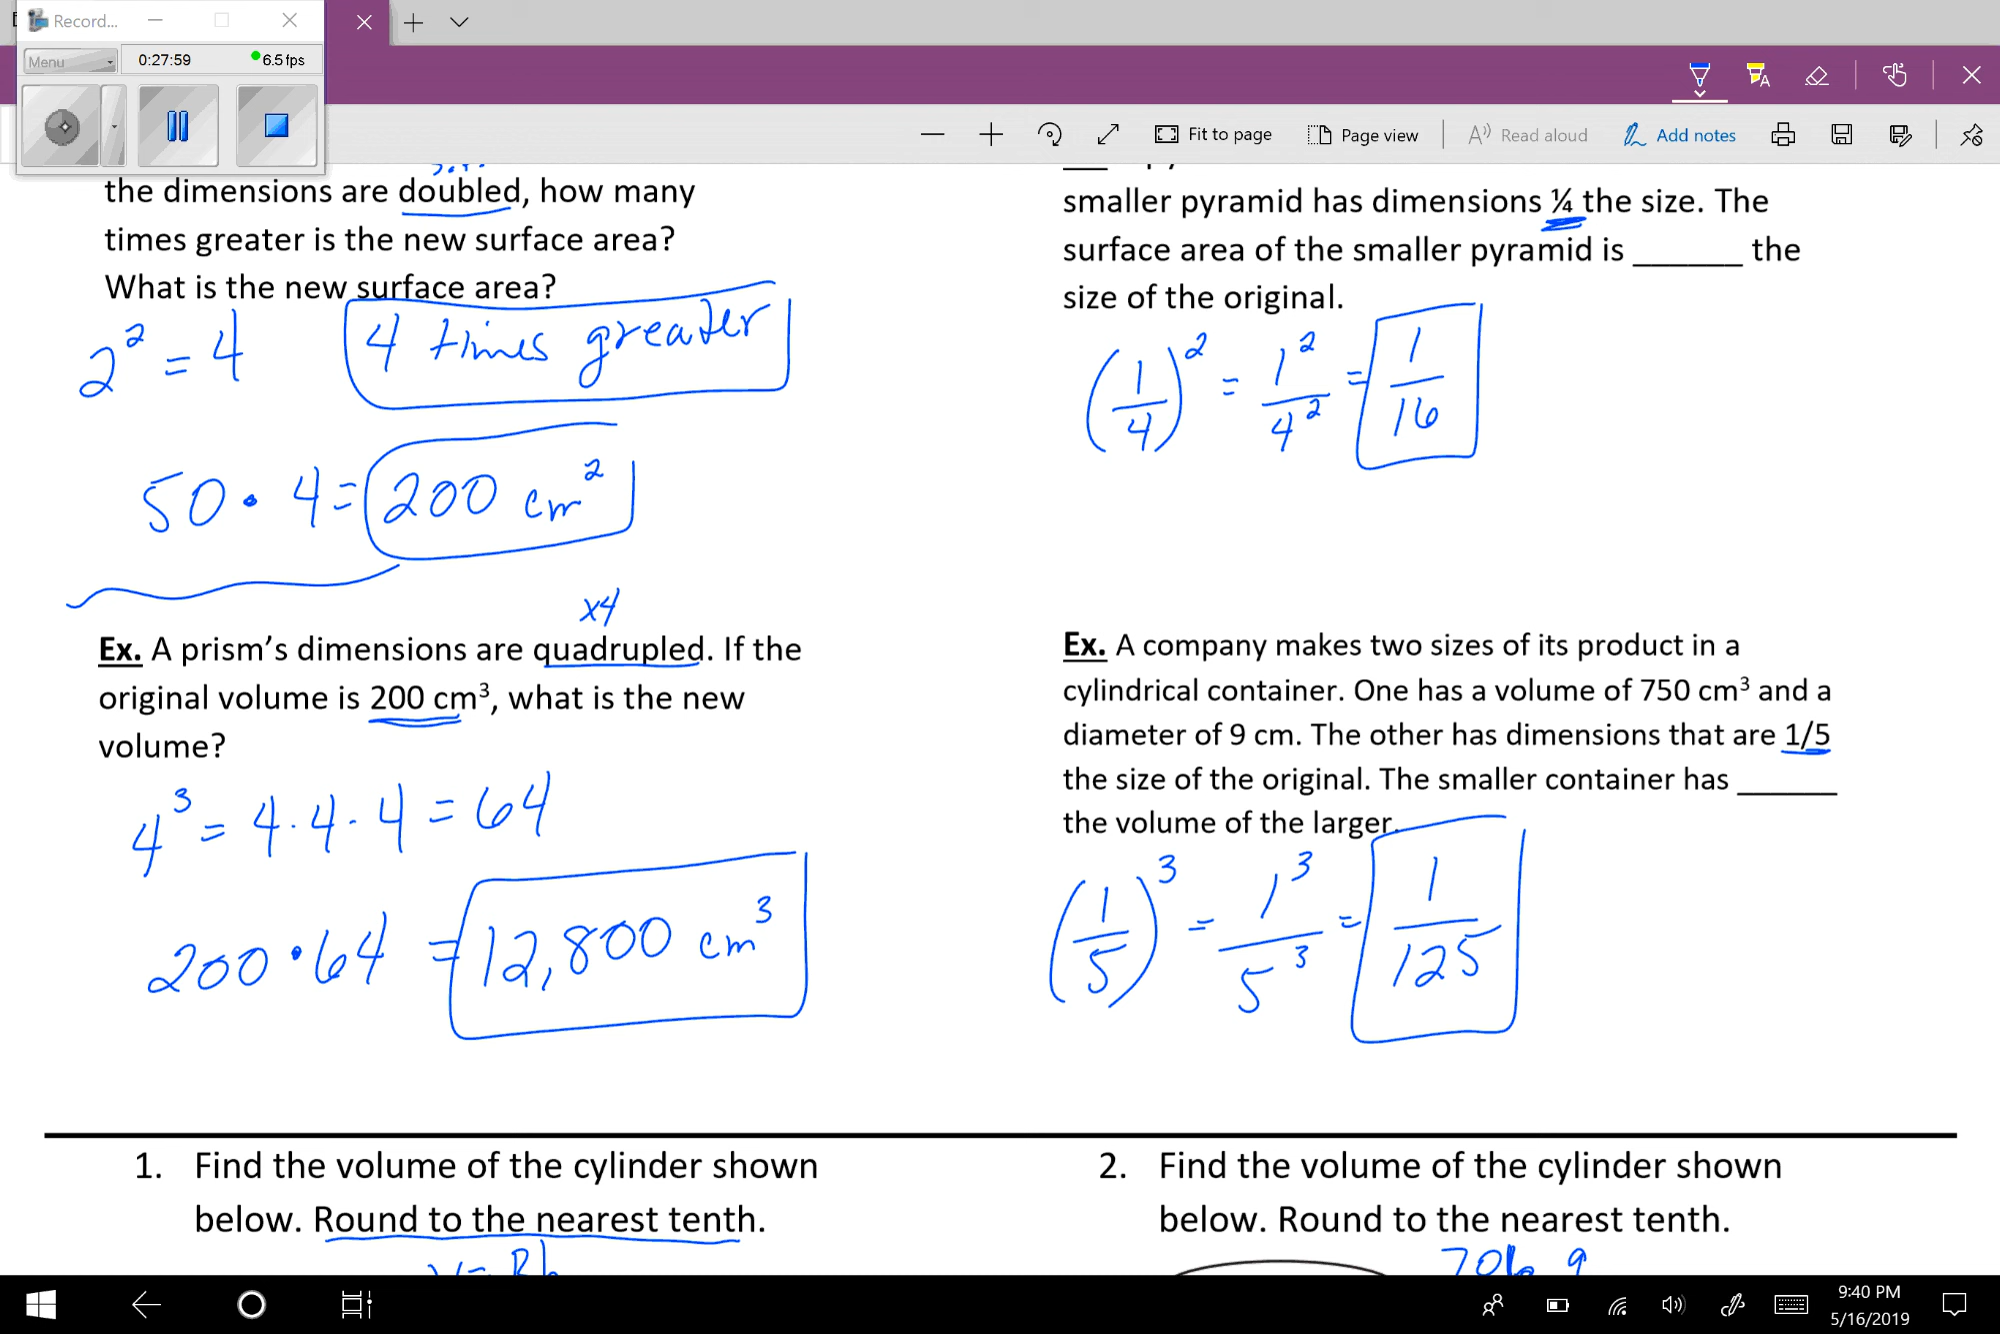 Record...
Menu
0:27:59
6.5 fps
Fit to page
Page view
Read aloud
Add notes
the dimensions are doubled, how many
times greater is the new surface area?
What is the new surface area?
2² = 4
4 times greater
50 · 4 = 200 cm²
x4
Ex. A prism’s dimensions are quadrupled. If the
original volume is 200 cm³, what is the new
volume?
4³ = 4 · 4 · 4 = 64
200 · 64 = 12,800 cm³
smaller pyramid has dimensions ¼ the size. The
surface area of the smaller pyramid is ______ the
size of the original.
(1/4)² = 1²/4² = 1/16
Ex. A company makes two sizes of its product in a
cylindrical container. One has a volume of 750 cm³ and a
diameter of 9 cm. The other has dimensions that are 1/5
the size of the original. The smaller container has ______
the volume of the larger.
(1/5)³ = 1³/5³ = 1/125
1. Find the volume of the cylinder shown
below. Round to the nearest tenth.
2. Find the volume of the cylinder shown
below. Round to the nearest tenth.
9:40 PM
5/16/2019